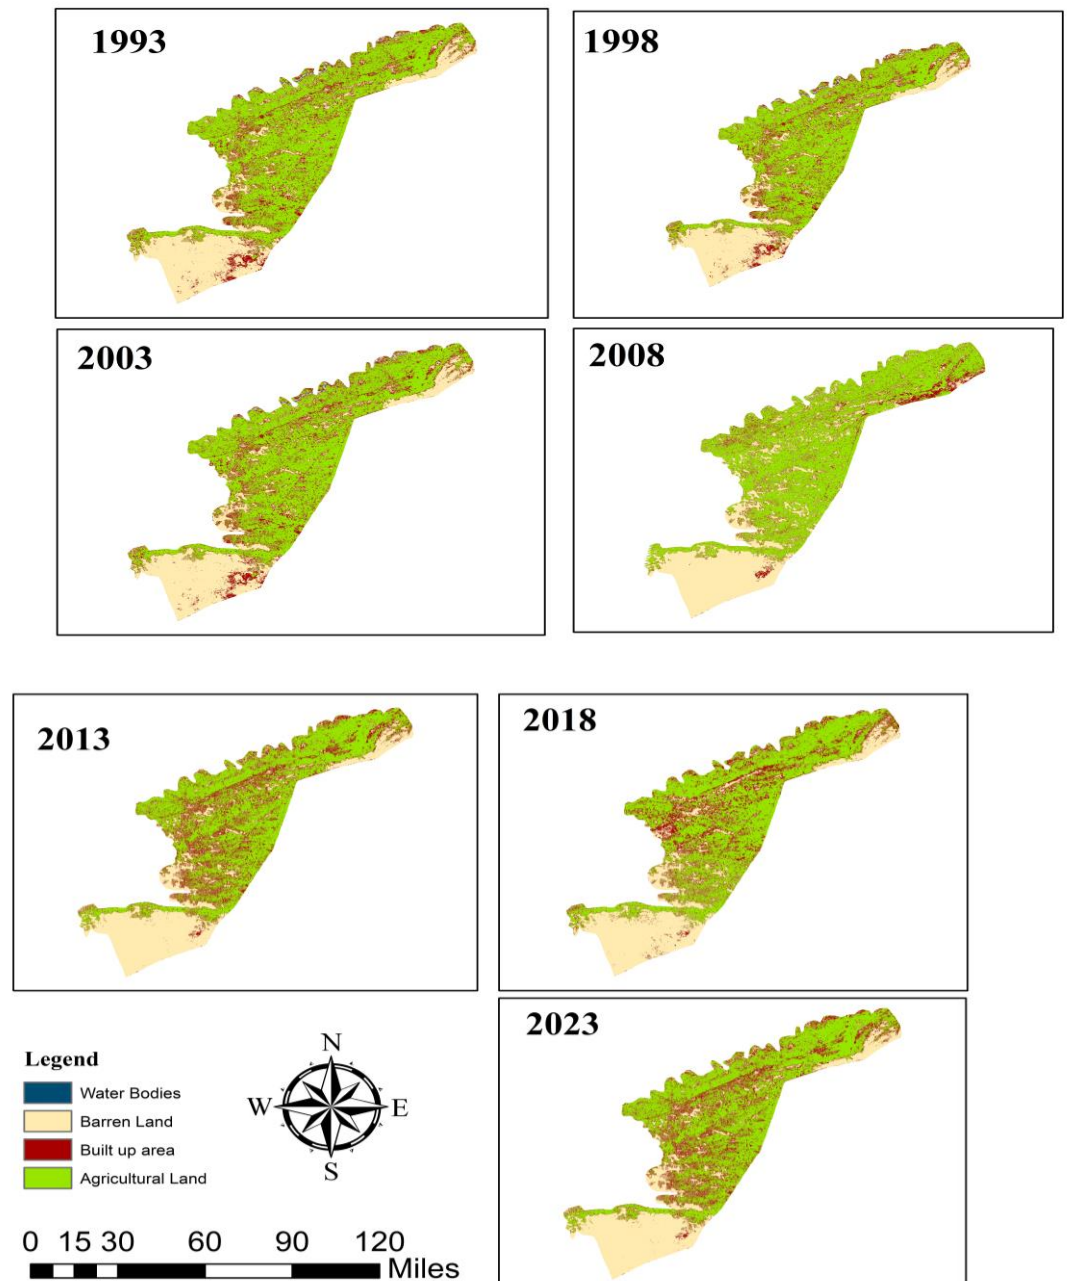 1993
1998
2003
2008
2013
2018
2023
Legend
Water Bodies
Barren Land
Built up area
Agricultural Land
N
W E
S
0 15 30 60 90 120
Miles